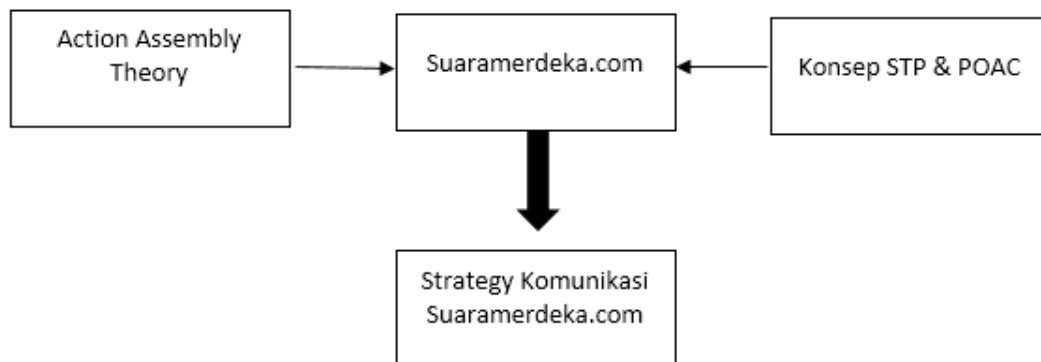 Action Assembly
Theory
Suaramerdeka.com
Konsep STP & POAC
Strategy Komunikasi
Suaramerdeka.com